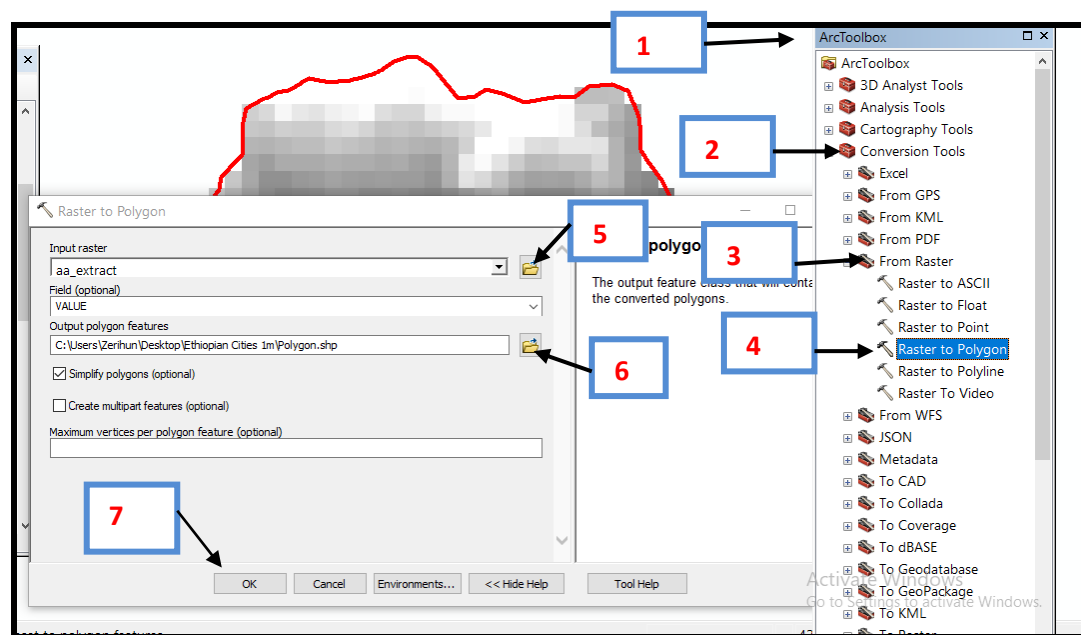 1
ArcToolbox
ArcToolbox
3D Analyst Tools
Analysis Tools
Cartography Tools
2
Conversion Tools
Excel
From GPS
From KML
From PDF
3
From Raster
Raster to ASCII
Raster to Float
Raster to Point
4
Raster to Polygon
Raster to Polyline
Raster To Video
From WFS
JSON
Metadata
To CAD
To Collada
To Coverage
To dBASE
To Geodatabase
To GeoPackage
To KML
To Raster
Raster to Polygon
Input raster
aa_extract
5
Field (optional)
VALUE
Output polygon features
C:\Users\Zerihun\Desktop\Ethiopian Cities 1m\Polygon.shp
6
Simplify polygons (optional)
Create multipart features (optional)
Maximum vertices per polygon feature (optional)
The output feature class that will
the converted polygons.
7
OK
Cancel
Environments...
<< Hide Help
Tool Help
Activate Windows
Go to Settings to activate Windows.